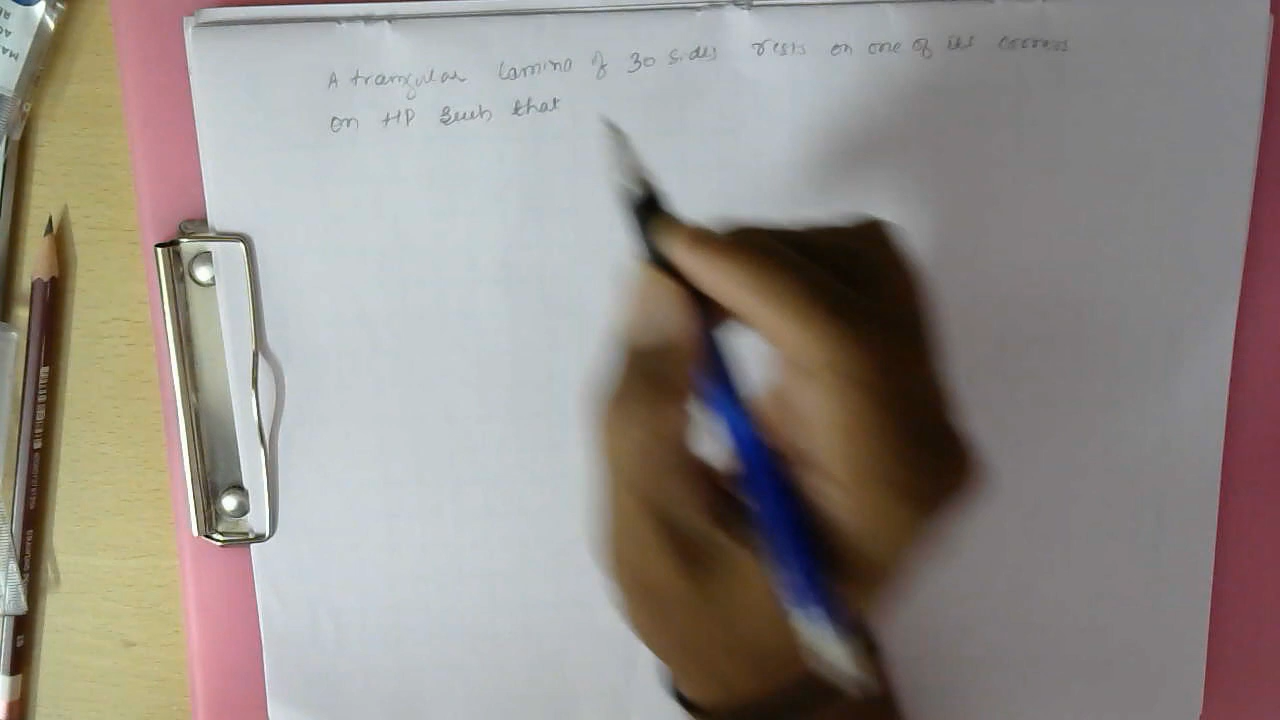 A triangular lamina of 30 sides rests on one of its corners
on HP such that